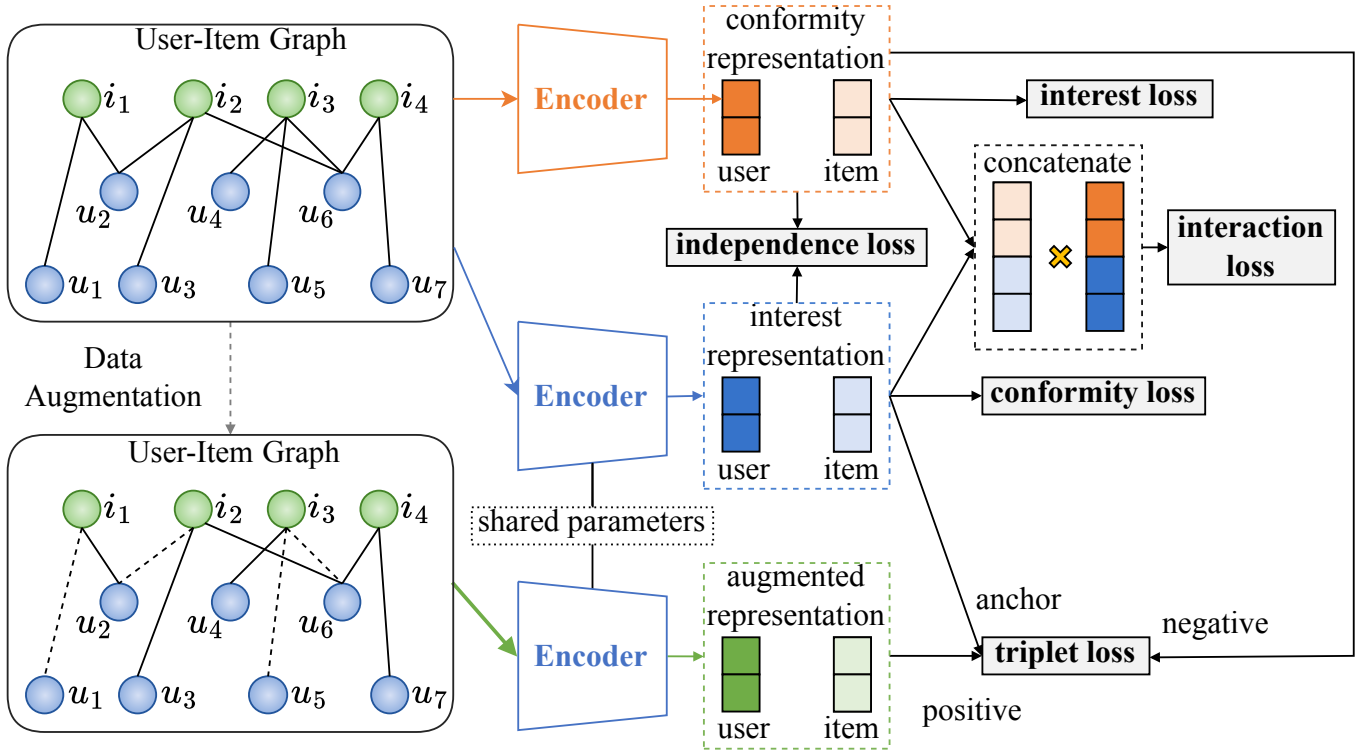 User-Item Graph
i1 i2 i3 i4
u2 u4 u6
u1 u3 u5 u7
Data
Augmentation
User-Item Graph
i1 i2 i3 i4
u2 u4 u6
u1 u3 u5 u7
Encoder
Encoder
shared parameters
Encoder
conformity
representation
user item
independence loss
interest
representation
user item
augmented
representation
user item
interest loss
concatenate
interaction
loss
conformity loss
anchor
negative
triplet loss
positive